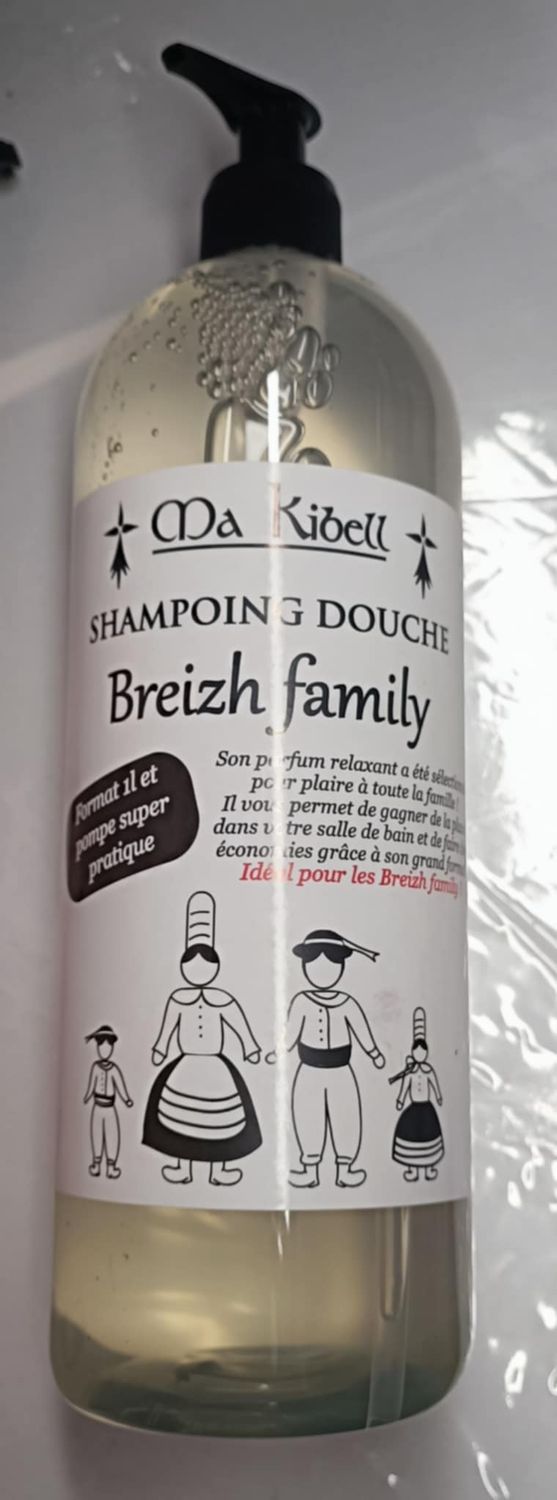 Ma Kibell
SHAMPOING DOUCHE
Breizh family
Format 1l et
pompe super
pratique
Son parfum relaxant a été
pour plaire à toute la famille !
Il vous permet de gagner de la
dans votre salle de bain et de faire
économies grâce à son grand
Idéal pour les Breizh family